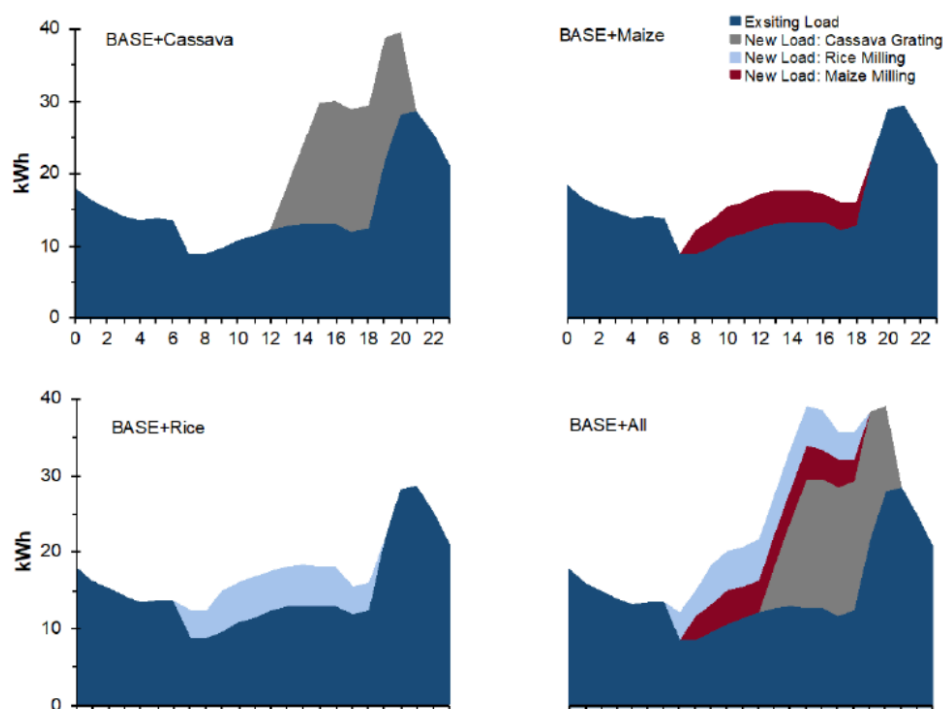 40
BASE+Cassava
30
kWh
20
10
0
0 2 4 6 8 10 12 14 16 18 20 22
BASE+Maize
Exsiting Load
New Load: Cassava Grating
New Load: Rice Milling
New Load: Maize Milling
0 2 4 6 8 10 12 14 16 18 20 22
40
BASE+Rice
30
kWh
20
10
0
BASE+All